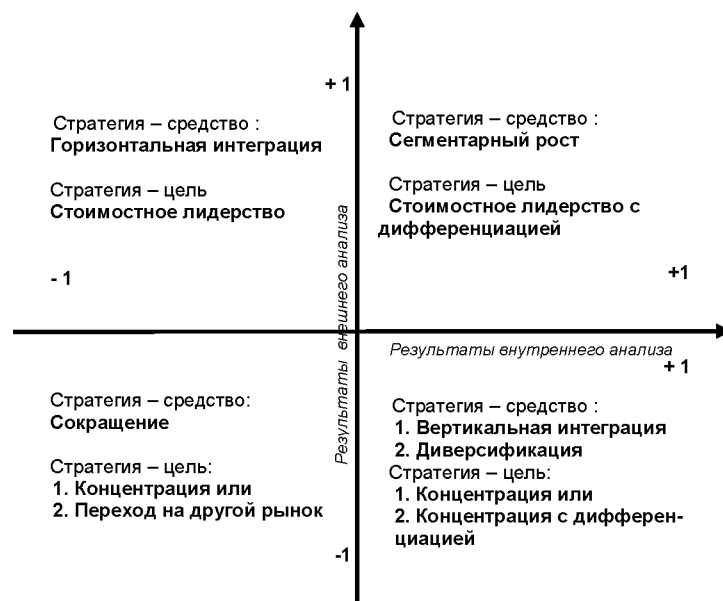 + 1
Стратегия – средство :
Горизонтальная интеграция
Стратегия – цель
Стоимостное лидерство
- 1
Стратегия – средство :
Сегментарный рост
Стратегия – цель
Стоимостное лидерство с
дифференциацией
+1
Результаты внешнего анализа
Результаты внутреннего анализа
+ 1
Стратегия – средство:
Сокращение
Стратегия – цель:
1. Концентрация или
2. Переход на другой рынок
Стратегия – средство :
1. Вертикальная интеграция
2. Диверсификация
Стратегия – цель:
1. Концентрация или
2. Концентрация с дифферен-
циацией
-1